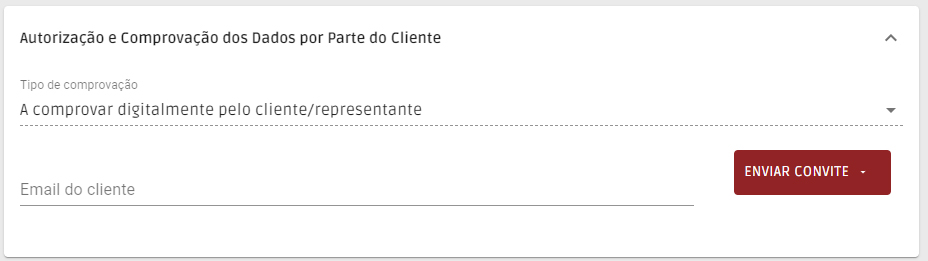 Autorização e Comprovação dos Dados por Parte do Cliente
Tipo de comprovação
A comprovar digitalmente pelo cliente/representante
Email do cliente
ENVIAR CONVITE